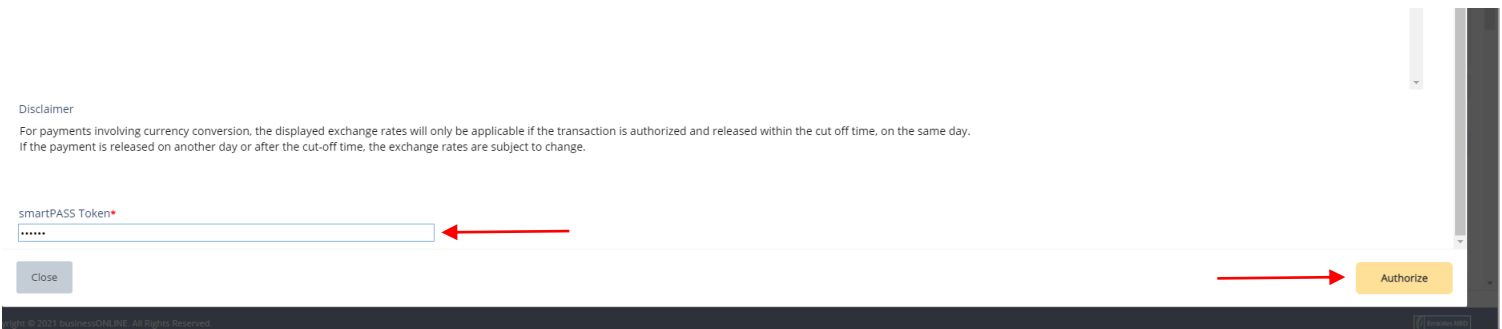 Disclaimer
For payments involving currency conversion, the displayed exchange rates will only be applicable if the transaction is authorized and released within the cut off time, on the same day.
If the payment is released on another day or after the cut-off time, the exchange rates are subject to change.
smartPASS Token*
••••••
Close
Authorize
yright © 2021 businessONLINE. All Rights Reserved.
Emirates NBD